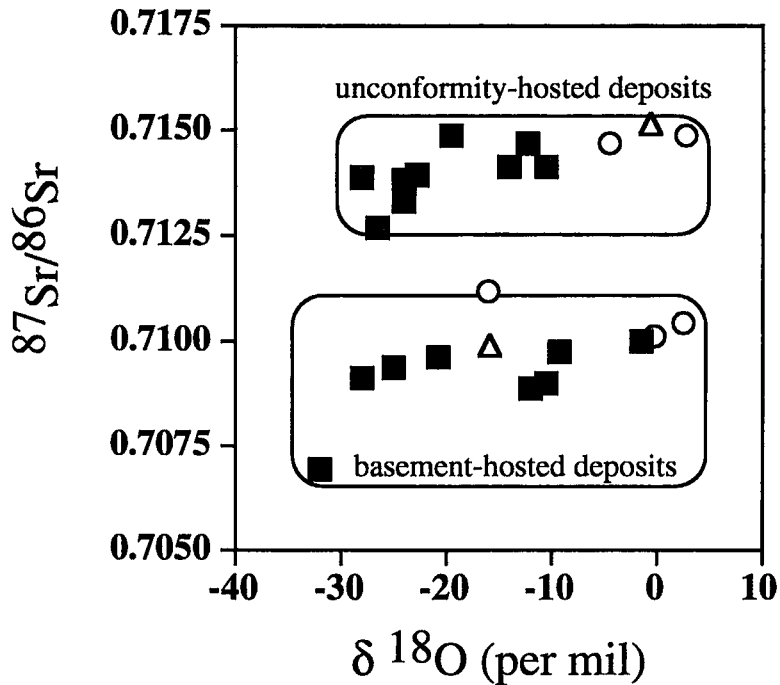 0.7175
0.7150
0.7125
0.7100
0.7075
0.7050
87Sr/86Sr
unconformity-hosted deposits
basement-hosted deposits
-40 -30 -20 -10 0 10
δ 18O (per mil)